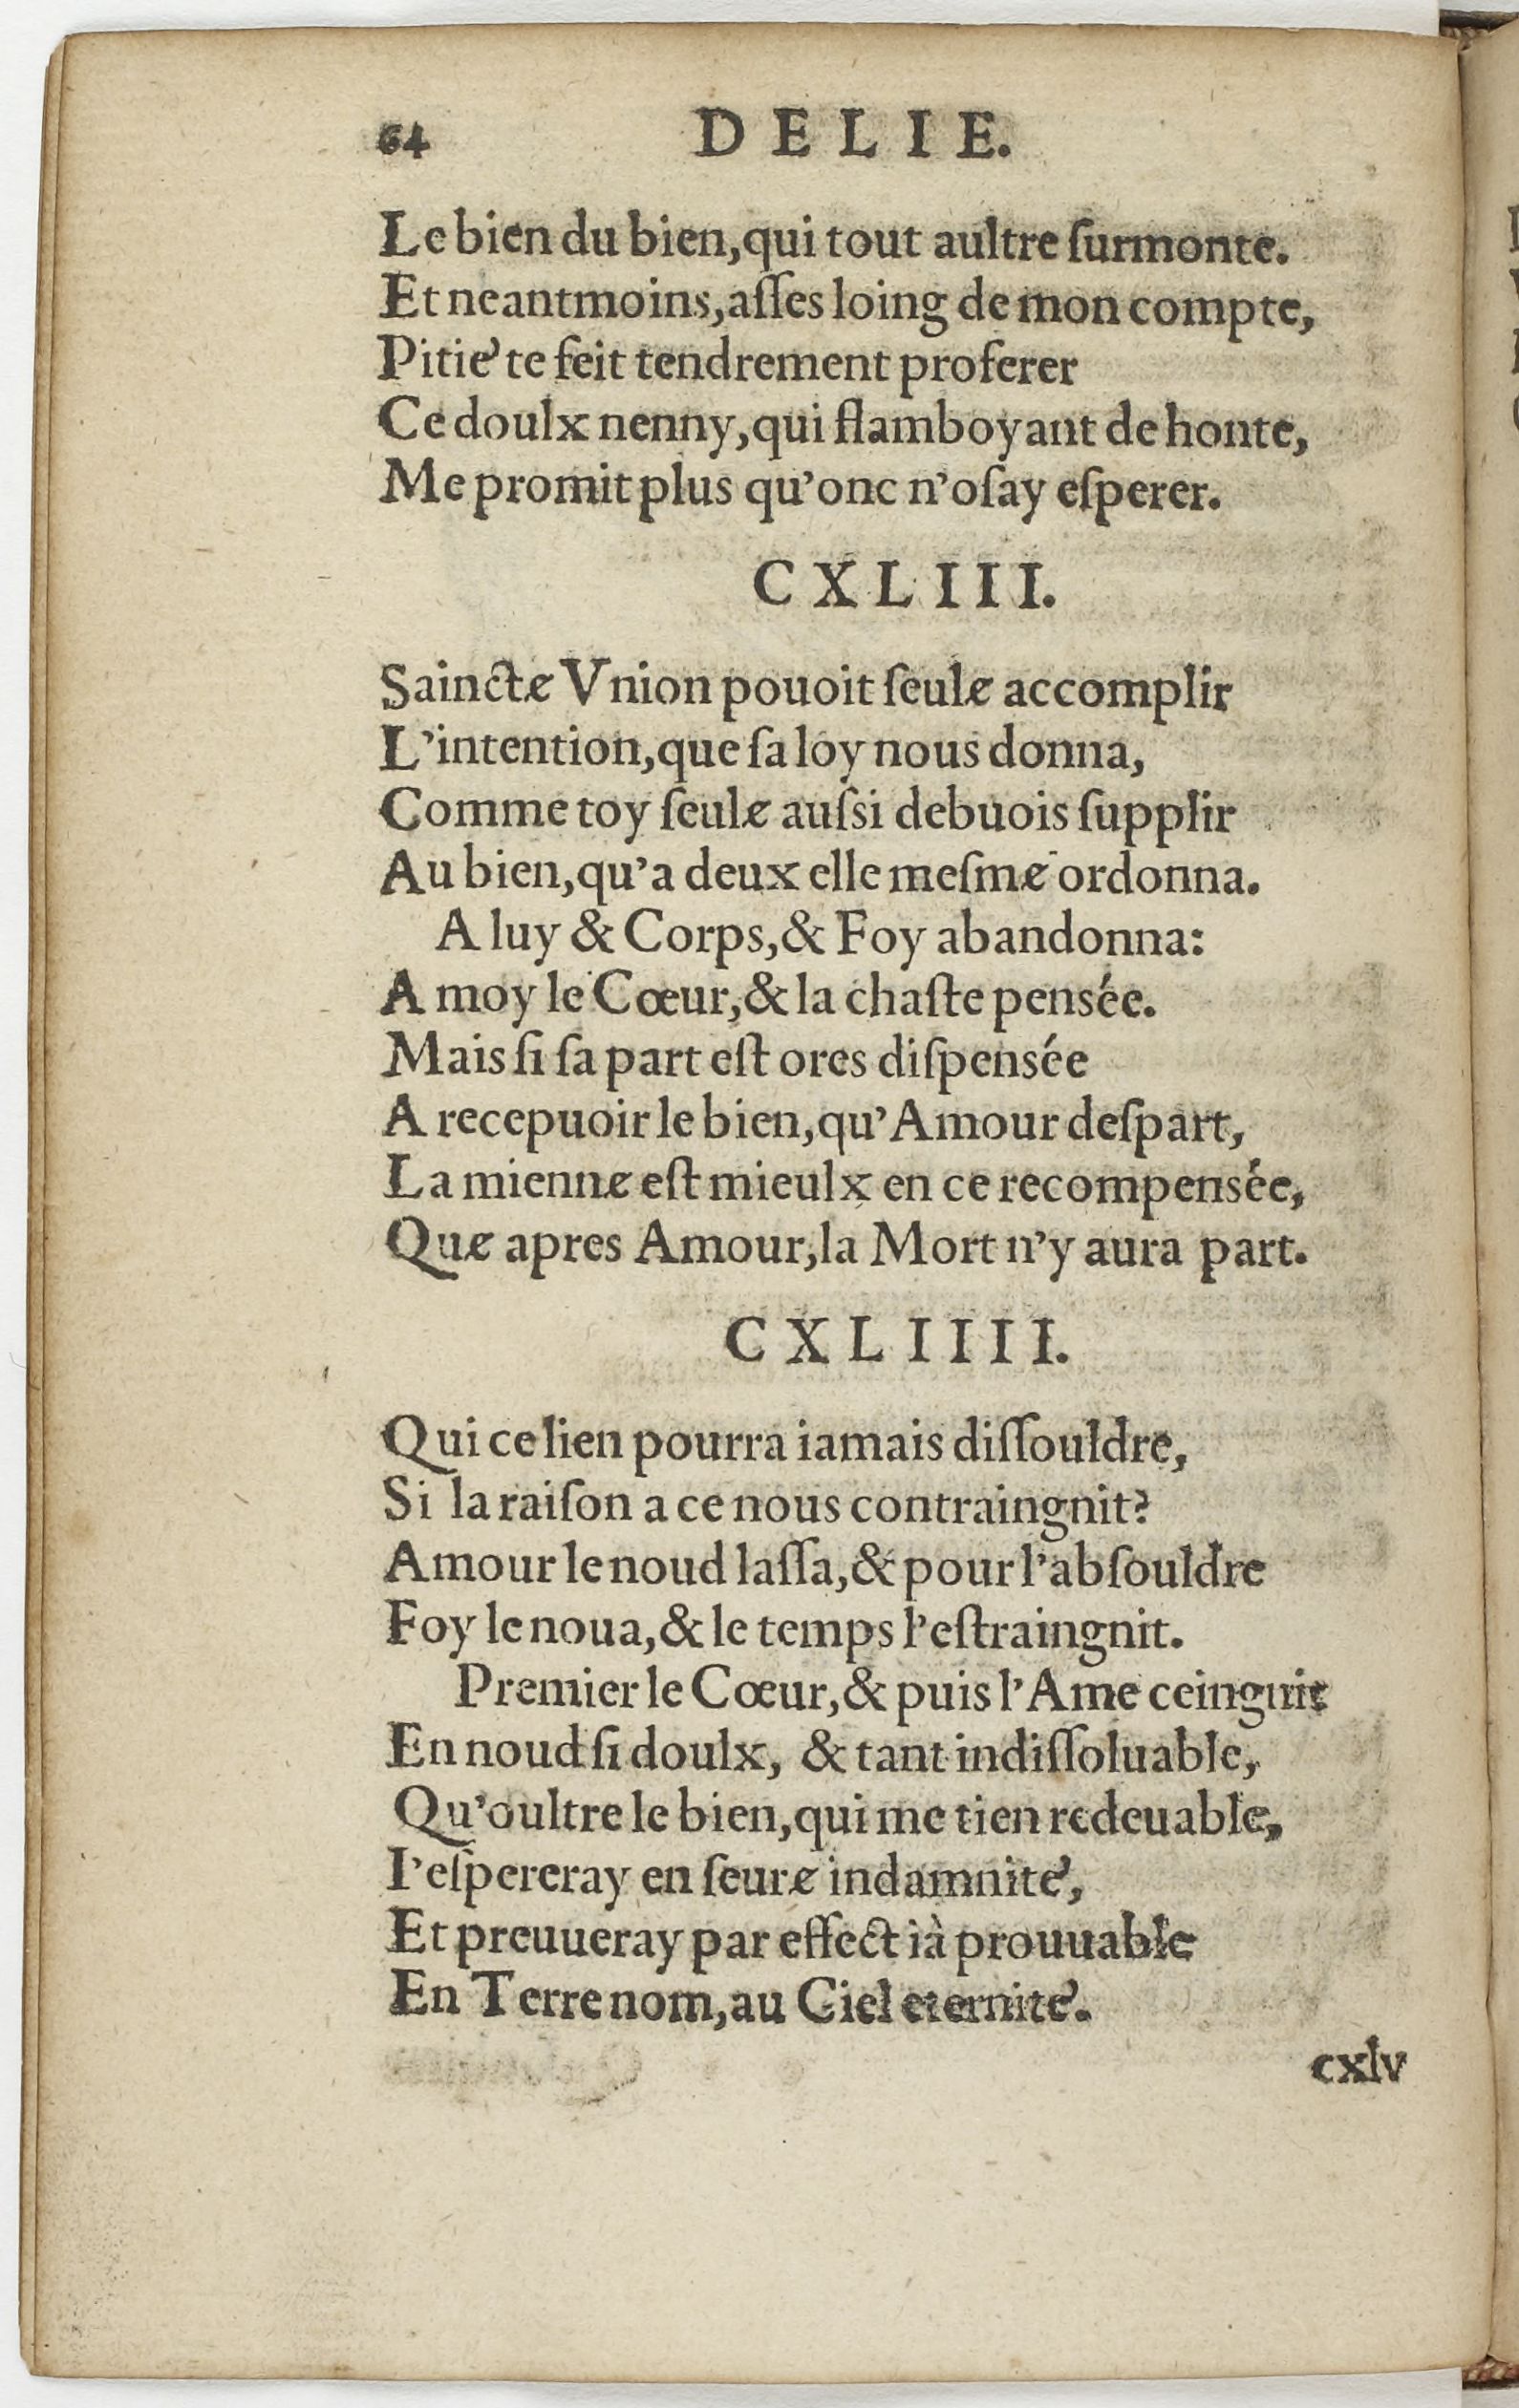 64 DELIE.
Le bien du bien, qui tout aultre ſurmonte.
Et neantmoins, aſſes loing de mon compte,
Pitié te feit tendrement proferer
Ce doulx nenny, qui flamboyant de honte,
Me promit plus qu’onc n’oſay eſperer.
CXLIII.
Saincte Vnion pouoit ſeule accomplir
L’intention, que ſa loy nous donna,
Comme toy ſeule auſsi debuois ſupplir
Au bien, qu’a deux elle meſme ordonna.
A luy & Corps, & Foy abandonna:
A moy le Cœur, & la chaſte pensée.
Mais ſi ſa part eſt ores diſpensée
A recepuoir le bien, qu’Amour deſpart,
La mienne eſt mieulx en ce recompensée,
Que apres Amour, la Mort n’y aura part.
CXLIIII.
Qui ce lien pourra iamais diſſouldre,
Si la raiſon a ce nous contraingnit?
Amour le noud laſſa, & pour l’abſouldre
Foy le noua, & le temps l’eſtraingnit.
Premier le Cœur, & puis l’Ame ceingnit
En noud ſi doulx, & tant indiſſoluable,
Qu’oultre le bien, qui me tien redeuable,
I’eſpereray en ſeure indamnité,
Et preuueray par effect ià prouuable
En Terre nom, au Ciel eternité.
cxlv